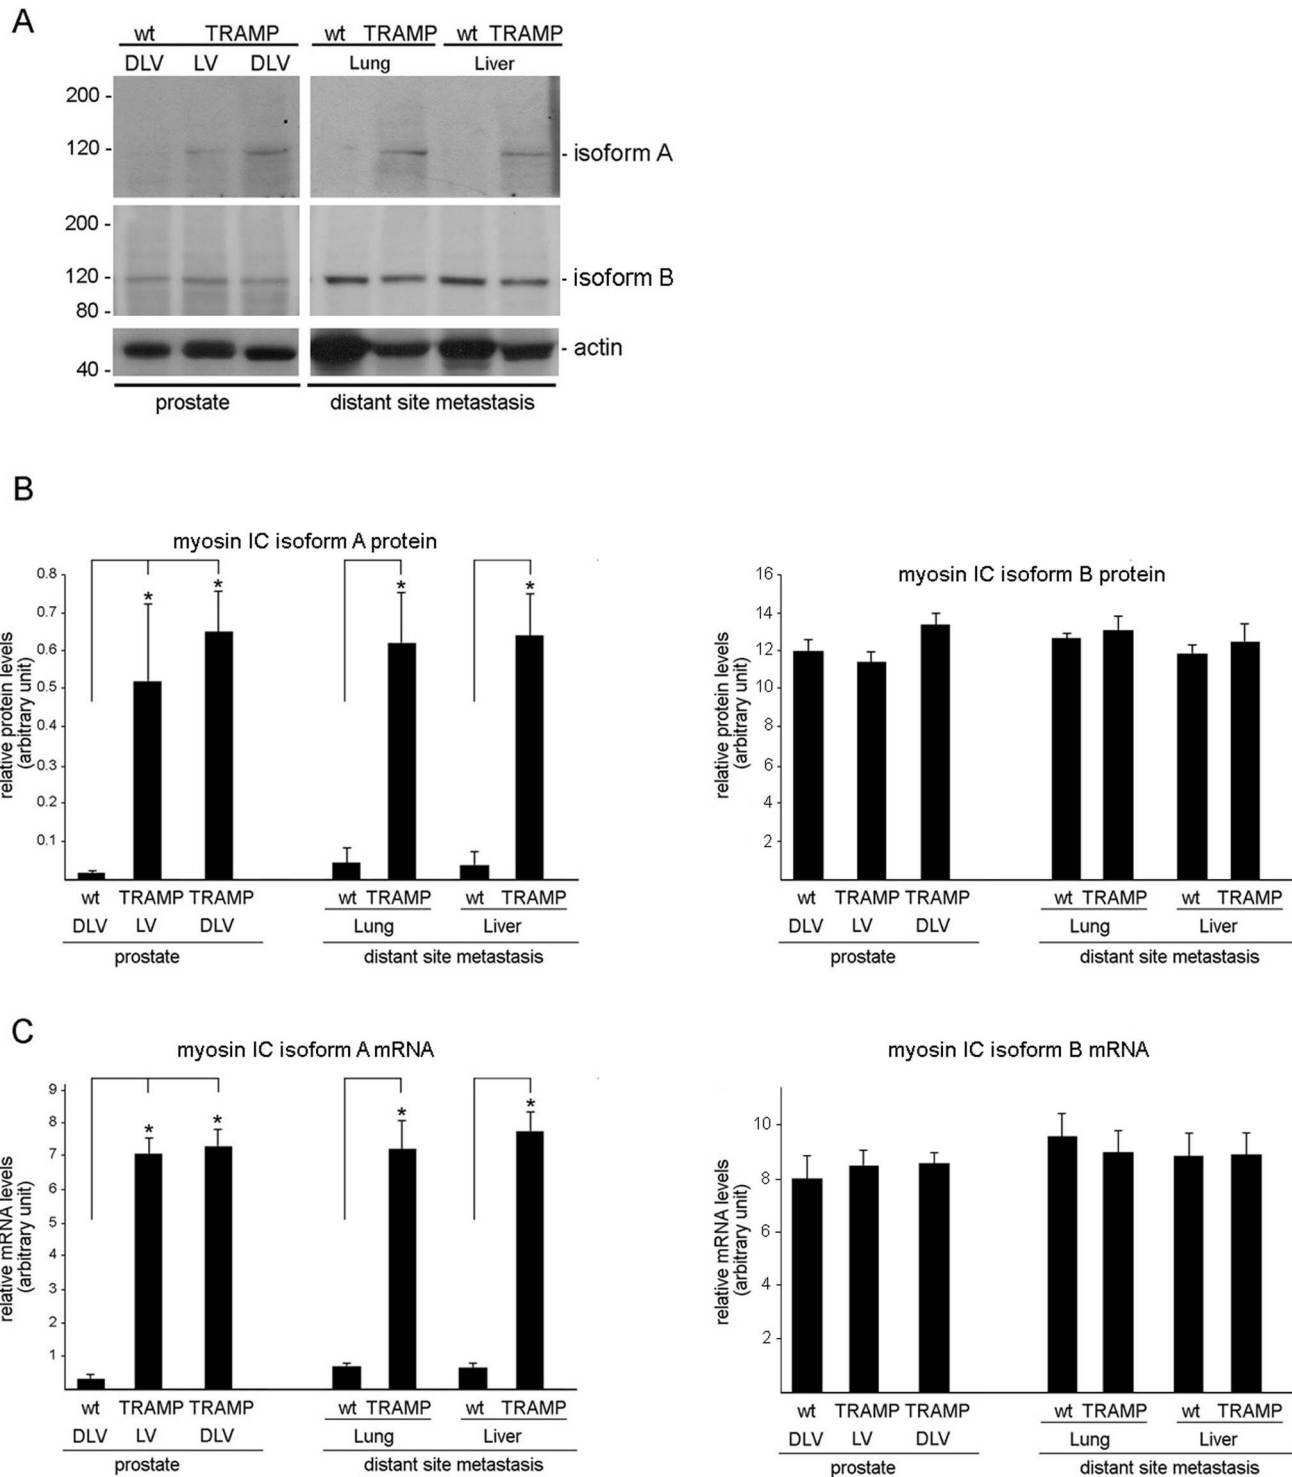 A
wt TRAMP wt TRAMP wt TRAMP
DLV LV DLV Lung Liver
200 -
120 - - isoform A
200 -
120 - - isoform B
80 -
- actin
40 -
prostate distant site metastasis
B
myosin IC isoform A protein
relative protein levels
(arbitrary unit)
0.8
0.7
0.6
0.5
0.4
0.3
0.2
0.1
* * * *
wt TRAMP TRAMP wt TRAMP wt TRAMP
DLV LV DLV Lung Liver
prostate distant site metastasis
myosin IC isoform B protein
relative protein levels
(arbitrary unit)
16
14
12
10
8
6
4
2
wt TRAMP TRAMP wt TRAMP wt TRAMP
DLV LV DLV Lung Liver
prostate distant site metastasis
C
myosin IC isoform A mRNA
relative mRNA levels
(arbitrary unit)
9
8
7
6
5
4
3
2
1
* * * *
wt TRAMP TRAMP wt TRAMP wt TRAMP
DLV LV DLV Lung Liver
prostate distant site metastasis
myosin IC isoform B mRNA
relative mRNA levels
(arbitrary unit)
10
8
6
4
2
wt TRAMP TRAMP wt TRAMP wt TRAMP
DLV LV DLV Lung Liver
prostate distant site metastasis